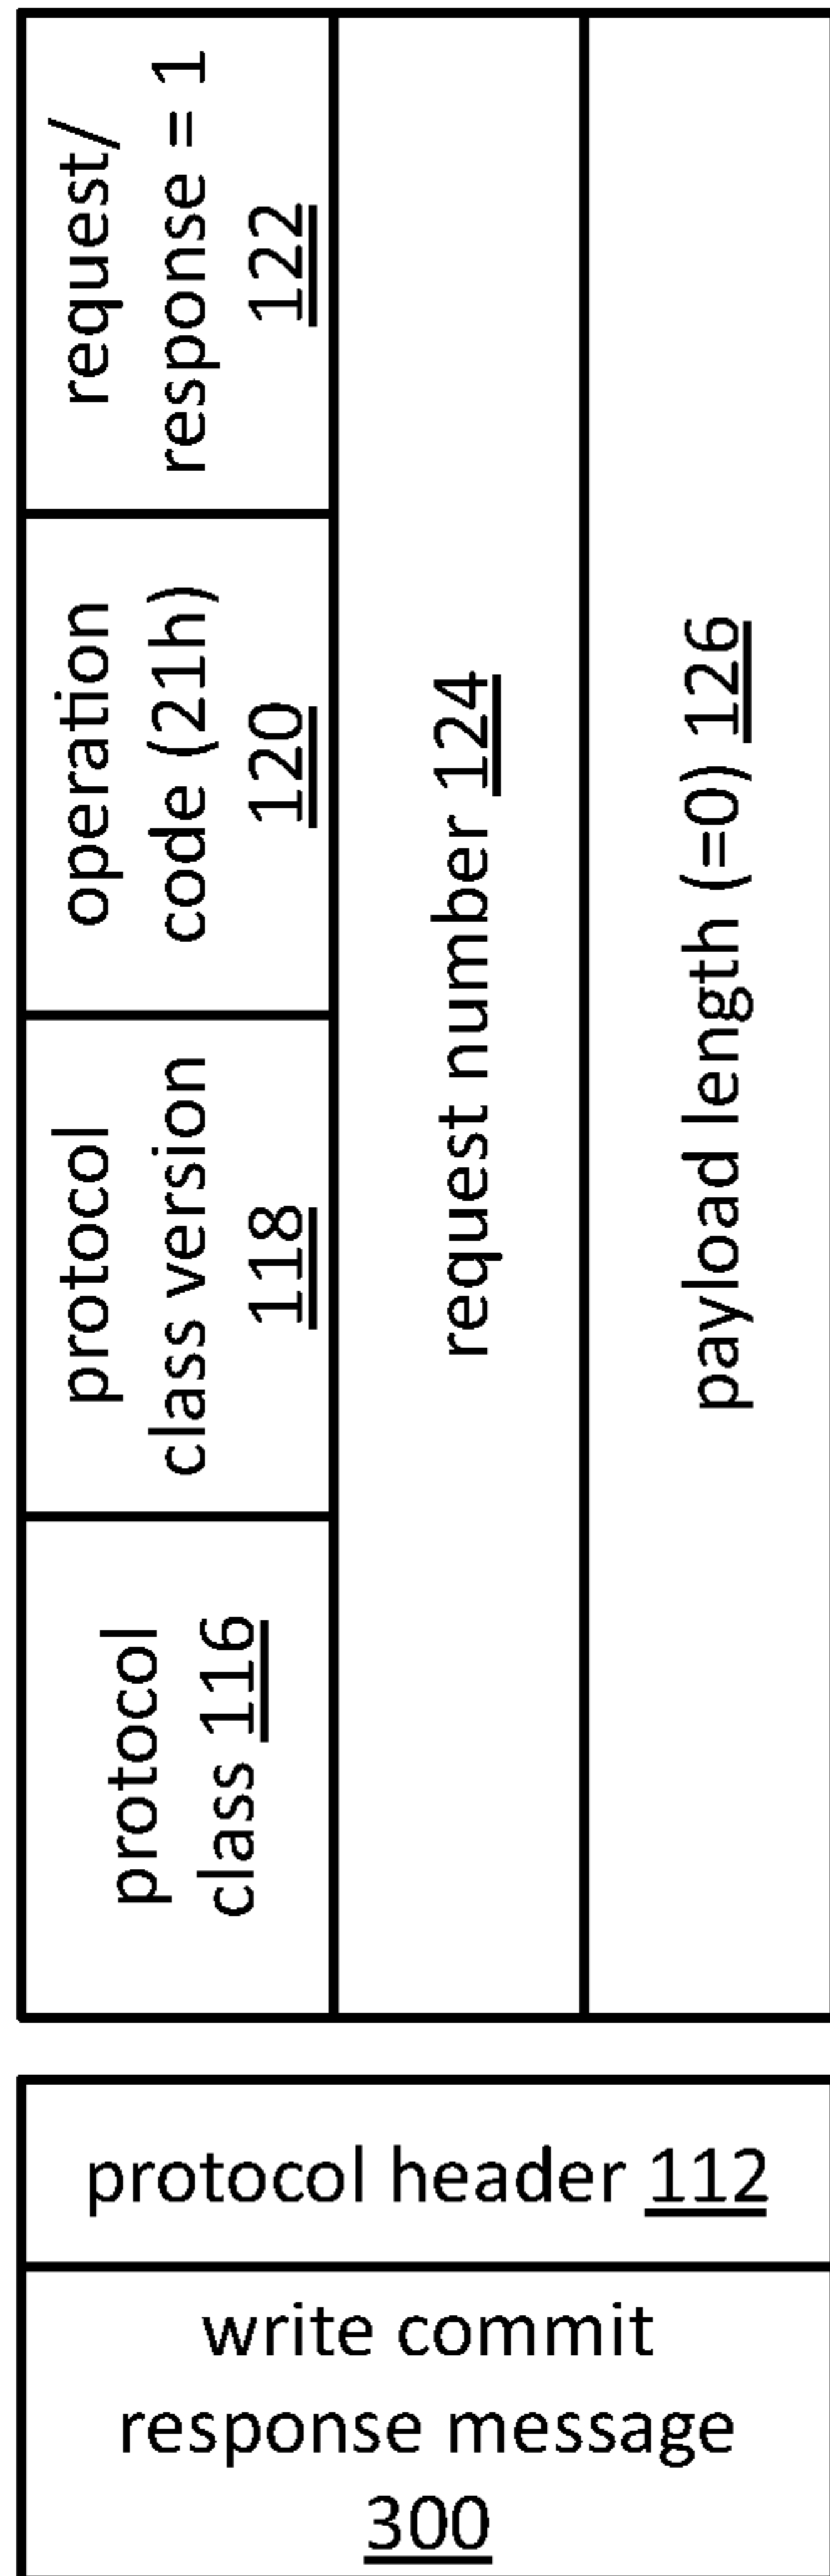 write commit
response message
300
protocol header 112
protocol
class 116
protocol
class version
118
operation
code (21h)
120
request/
response = 1
122
request number 124
payload length (=0) 126